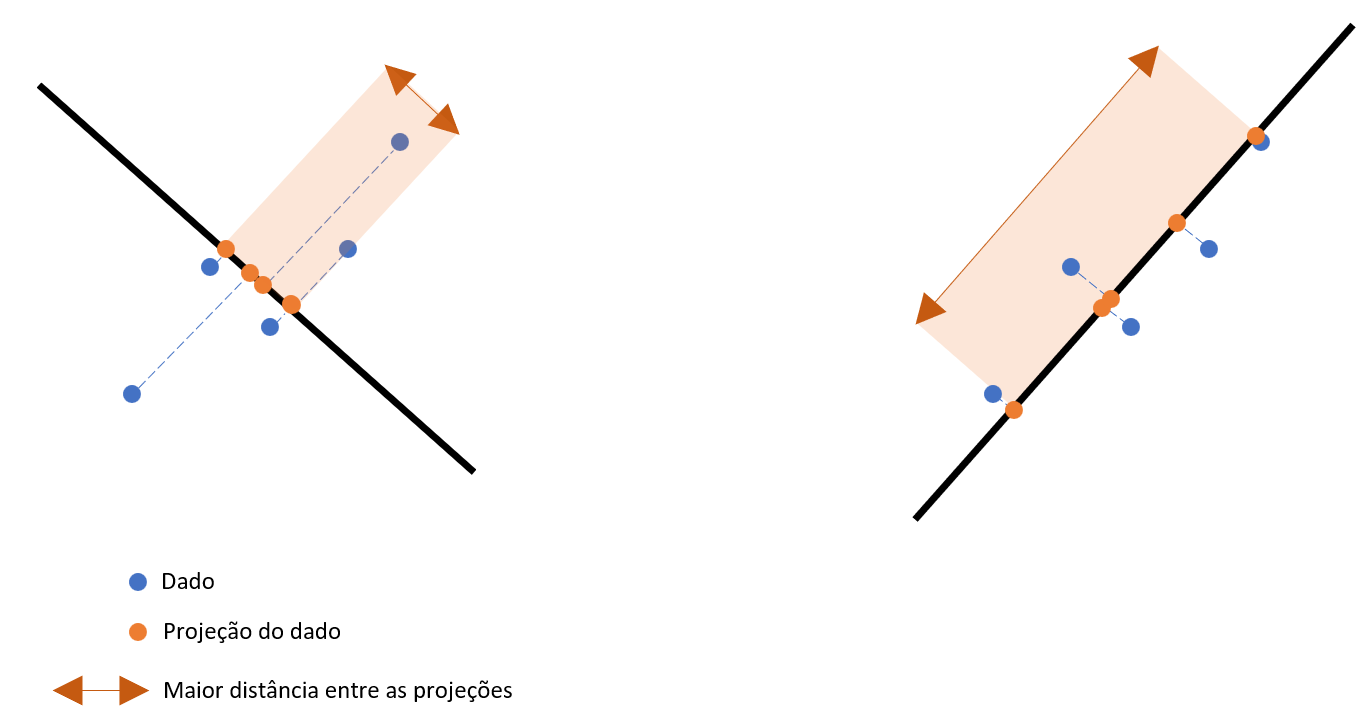 Dado
Projeção do dado
Maior distância entre as projeções